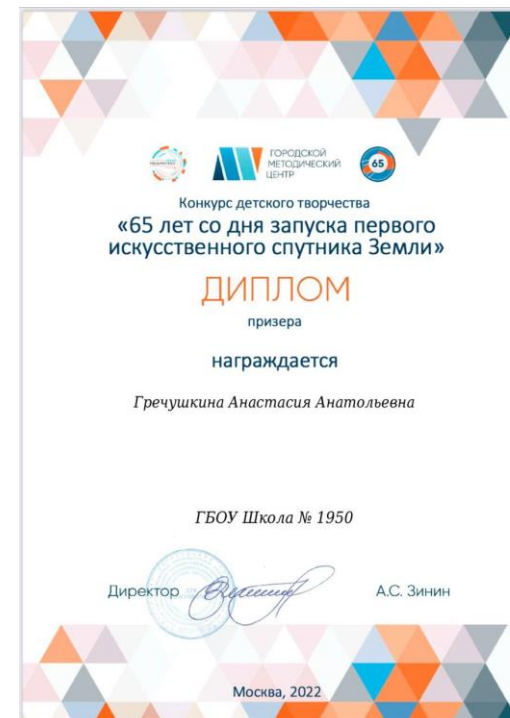 ГОРОДСКОЙ
МЕТОДИЧЕСКИЙ
ЦЕНТР
65
Конкурс детского творчества
«65 лет со дня запуска первого
искусственного спутника Земли»
ДИПЛОМ
призера
награждается
Гречушкина Анастасия Анатольевна
ГБОУ Школа № 1950
Директор
А.С. Зинин
Москва, 2022